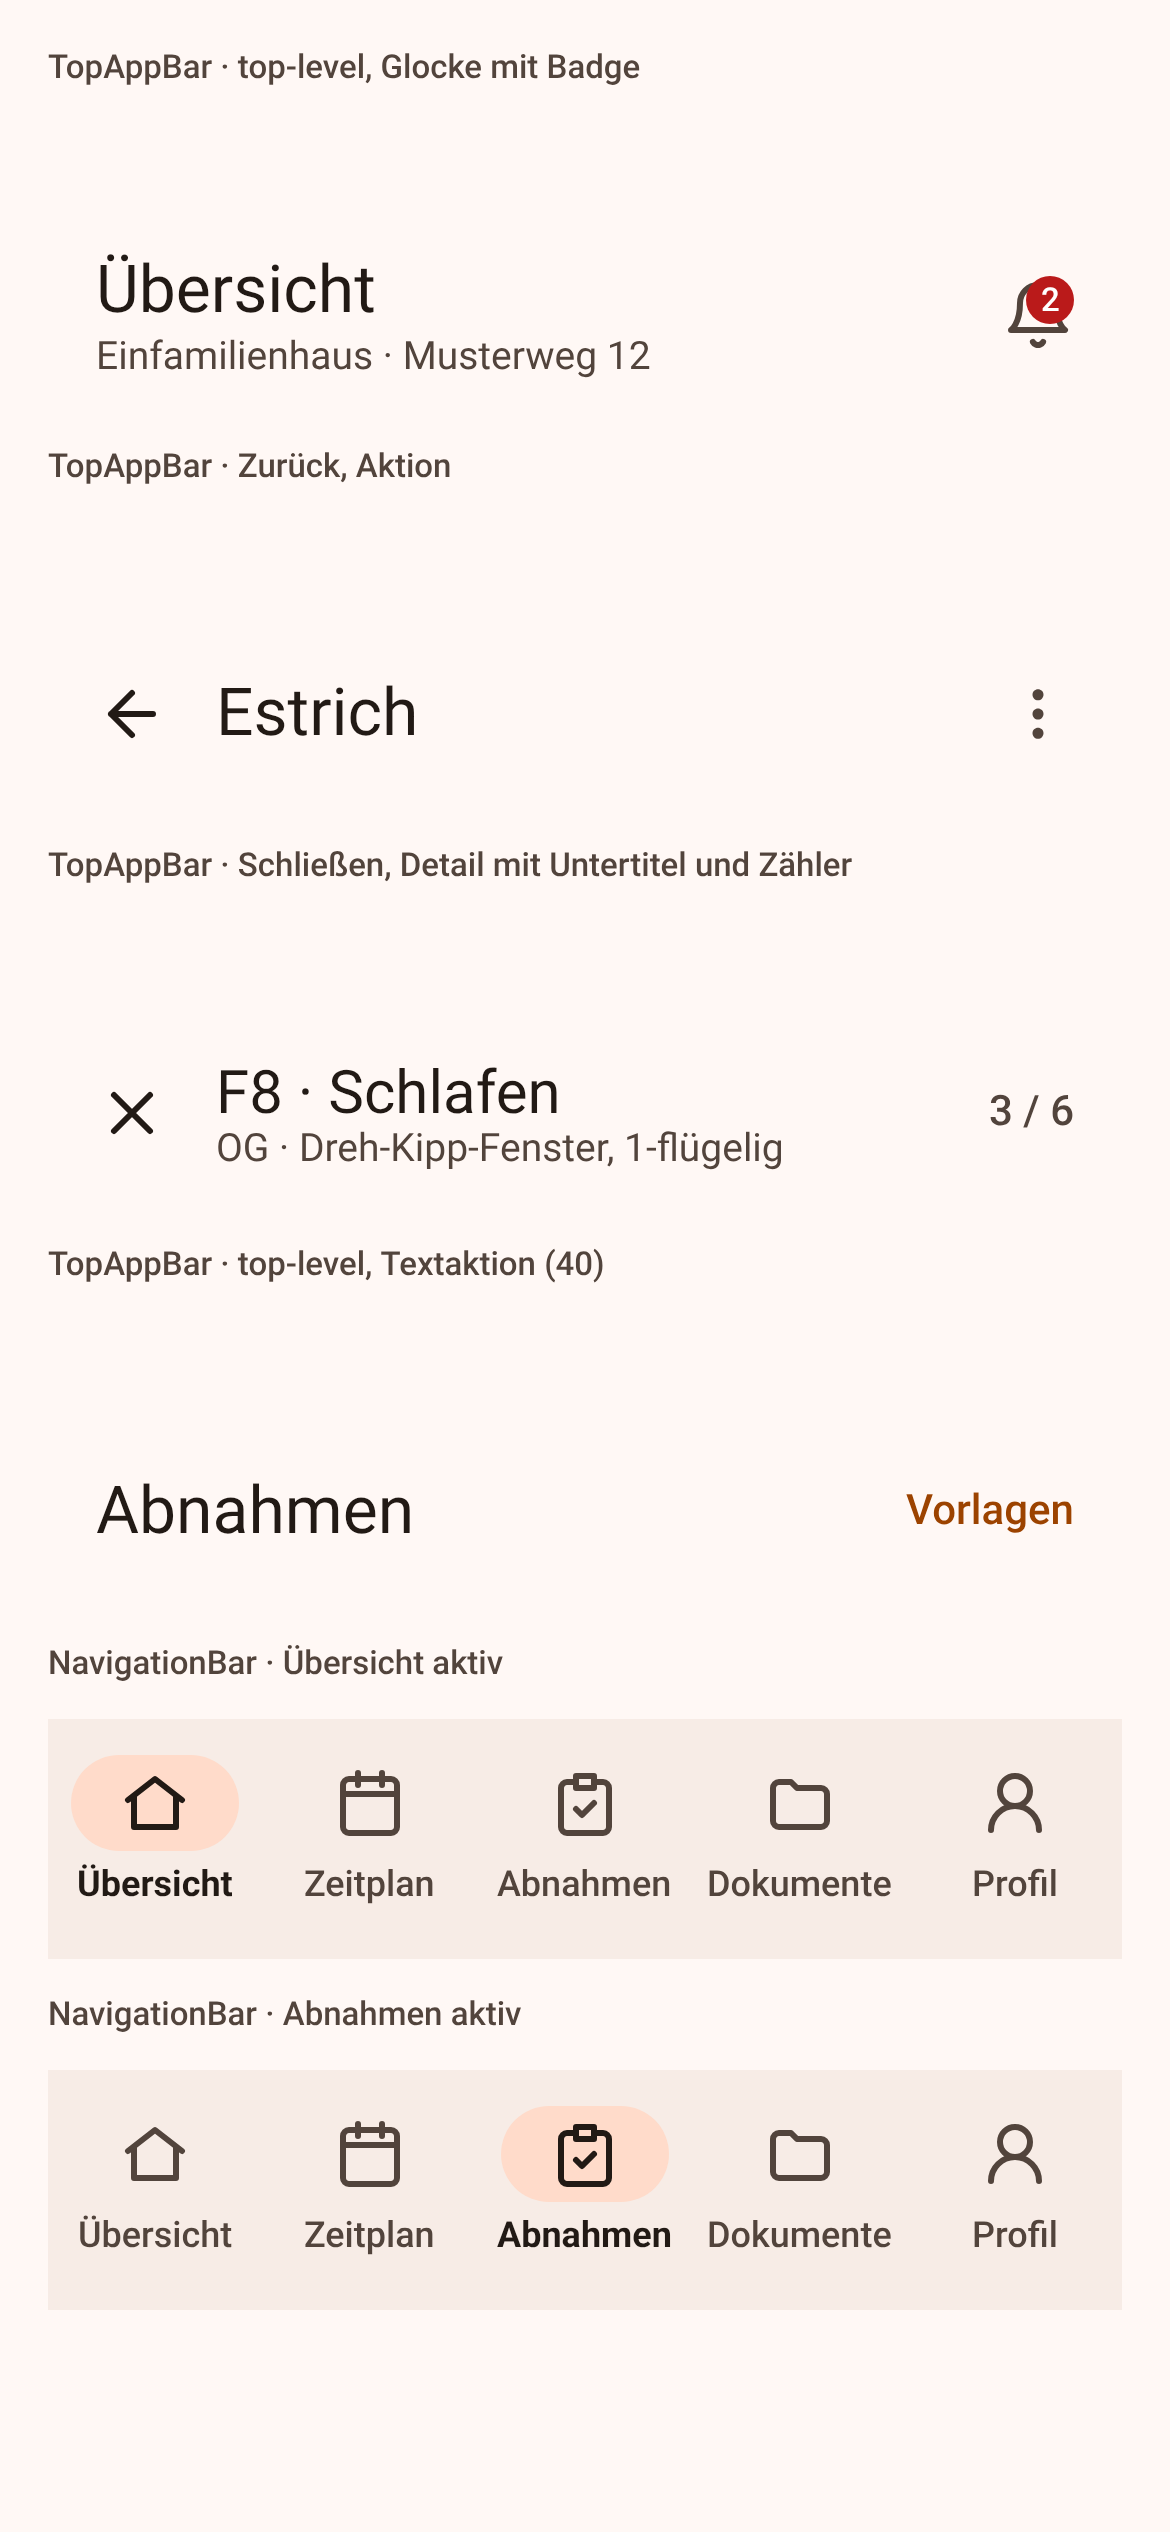 TopAppBar · top-level, Glocke mit Badge
Übersicht
2
Einfamilienhaus · Musterweg 12
TopAppBar · Zurück, Aktion
Estrich
TopAppBar · Schließen, Detail mit Untertitel und Zähler
F8 · Schlafen
3 / 6
OG · Dreh-Kipp-Fenster, 1-flügelig
TopAppBar · top-level, Textaktion (40)
Abnahmen
Vorlagen
NavigationBar · Übersicht aktiv
Übersicht Zeitplan Abnahmen Dokumente Profil
NavigationBar · Abnahmen aktiv
Übersicht Zeitplan Abnahmen Dokumente Profil